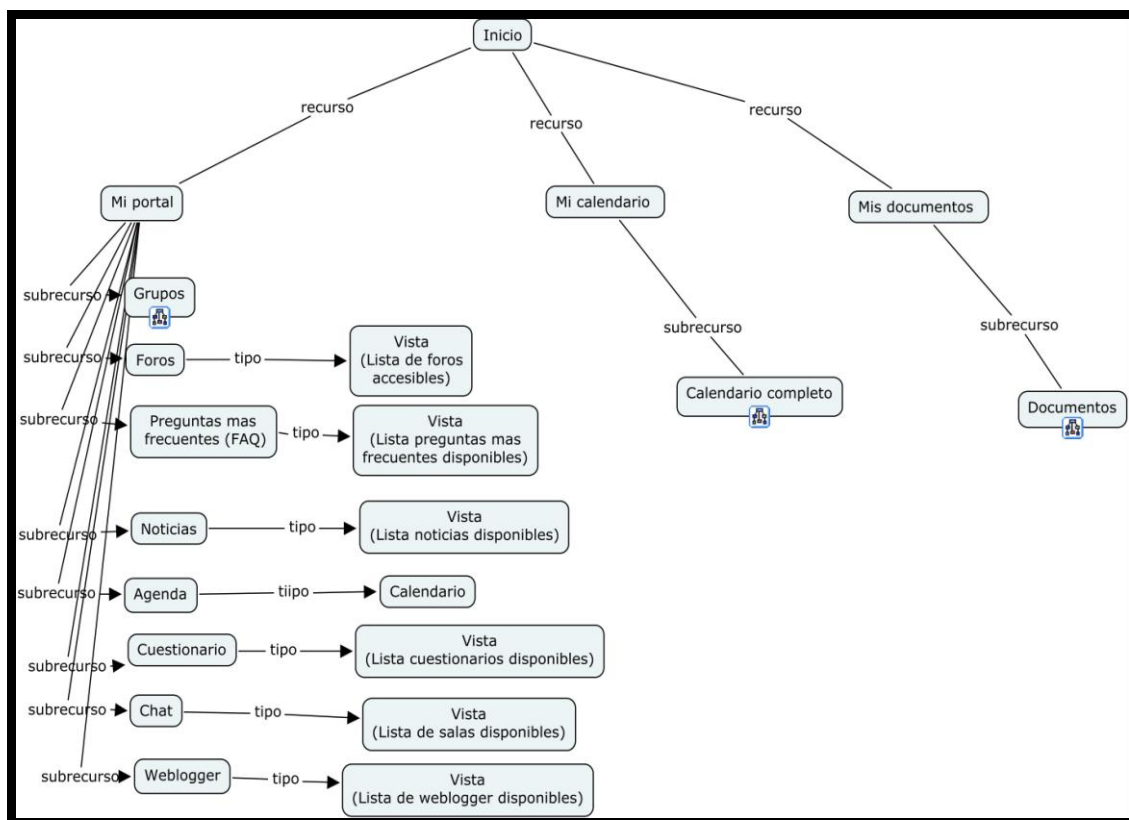 Inicio
recurso
recurso
recurso
Mi portal
Mi calendario
Mis documentos
subrecurso
Grupos
subrecurso
Foros
tipo
Vista
(Lista de foros
accesibles)
subrecurso
subrecurso
Calendario completo
Documentos
subrecurso
Preguntas mas
frecuentes (FAQ)
tipo
Vista
(Lista preguntas mas
frecuentes disponibles)
subrecurso
Noticias
tipo
Vista
(Lista noticias disponibles)
subrecurso
Agenda
tiipo
Calendario
subrecurso
Cuestionario
tipo
Vista
(Lista cuestionarios disponibles)
subrecurso
Chat
tipo
Vista
(Lista de salas disponibles)
subrecurso
Weblogger
tipo
Vista
(Lista de weblogger disponibles)